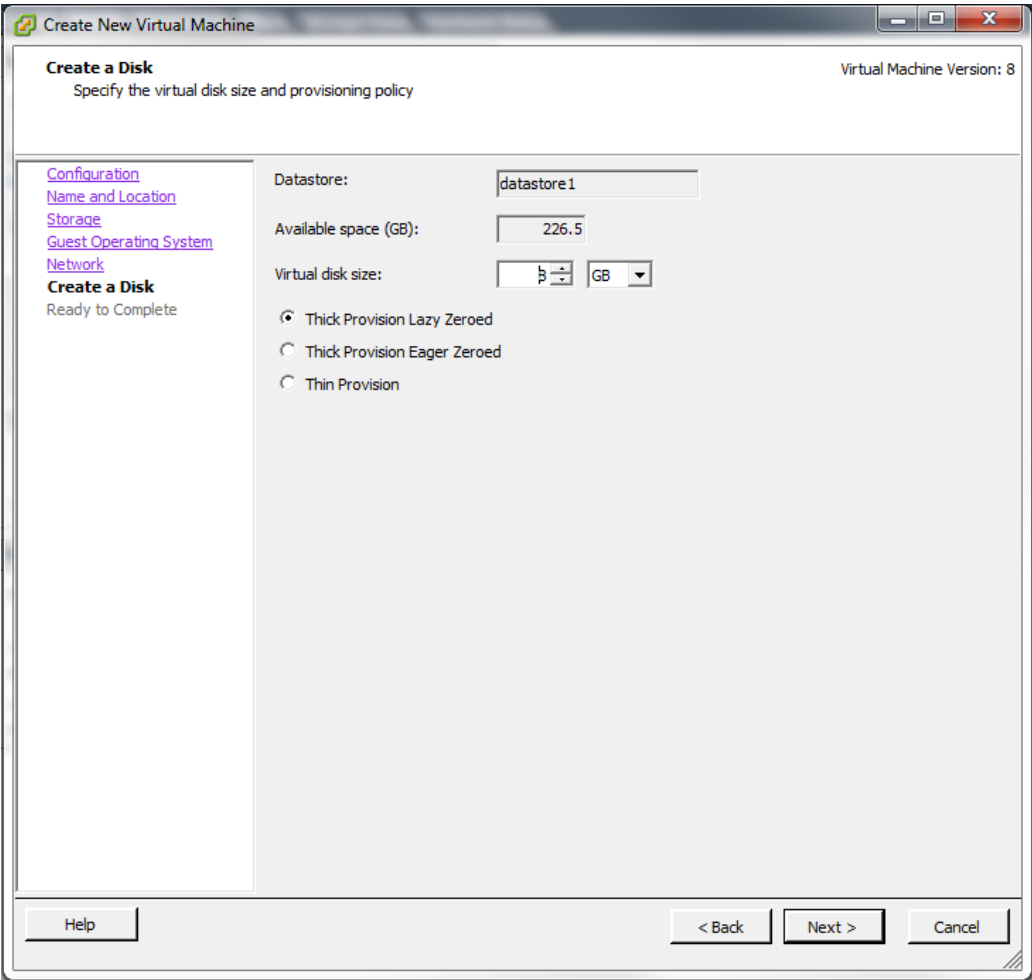 Create New Virtual Machine
Create a Disk
Virtual Machine Version: 8
Specify the virtual disk size and provisioning policy
Configuration
Name and Location
Storage
Guest Operating System
Network
Create a Disk
Ready to Complete
Datastore: datastore1
Available space (GB): 226.5
Virtual disk size: GB
Thick Provision Lazy Zeroed
Thick Provision Eager Zeroed
Thin Provision
Help
< Back
Next >
Cancel